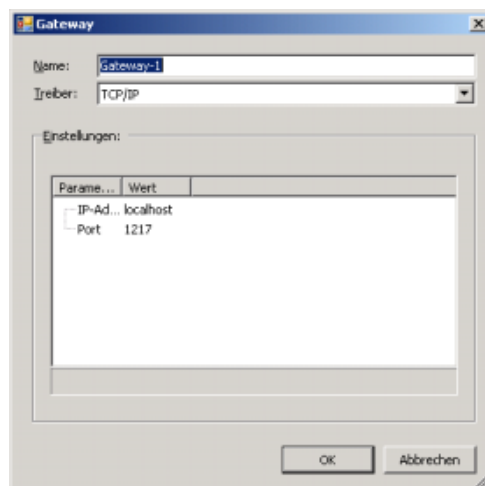 Gateway
Name: Gateway-1
Treiber: TCP/IP
Einstellungen:
Parame... Wert
IP-Ad... localhost
Port 1217
OK Abbrechen